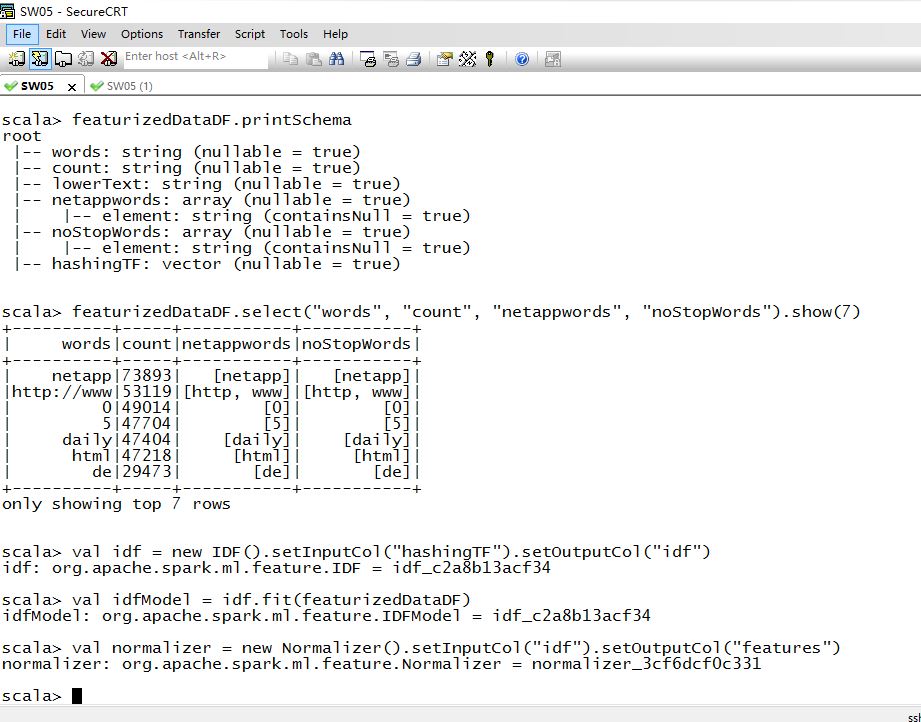 SW05 - SecureCRT
File Edit View Options Transfer Script Tools Help
Enter host <Alt+R>
SW05 x SW05 (1)
scala> featurizedDataDF.printSchema
root
 |-- words: string (nullable = true)
 |-- count: string (nullable = true)
 |-- lowerText: string (nullable = true)
 |-- netappwords: array (nullable = true)
 |    |-- element: string (containsNull = true)
 |-- noStopWords: array (nullable = true)
 |    |-- element: string (containsNull = true)
 |-- hashingTF: vector (nullable = true)
scala> featurizedDataDF.select("words", "count", "netappwords", "noStopWords").show(7)
+----------+-----+-----------+-----------+
|     words|count|netappwords|noStopWords|
+----------+-----+-----------+-----------+
|    netapp|73893|   [netapp]|   [netapp]|
|http://www|53119|[http, www]|[http, www]|
|         0|49014|        [0]|        [0]|
|         5|47704|        [5]|        [5]|
|     daily|47404|    [daily]|    [daily]|
|      html|47218|     [html]|     [html]|
|        de|29473|       [de]|       [de]|
+----------+-----+-----------+-----------+
only showing top 7 rows
scala> val idf = new IDF().setInputCol("hashingTF").setOutputCol("idf")
idf: org.apache.spark.ml.feature.IDF = idf_c2a8b13acf34
scala> val idfModel = idf.fit(featurizedDataDF)
idfModel: org.apache.spark.ml.feature.IDFModel = idf_c2a8b13acf34
scala> val normalizer = new Normalizer().setInputCol("idf").setOutputCol("features")
normalizer: org.apache.spark.ml.feature.Normalizer = normalizer_3cf6dcf0c331
scala>